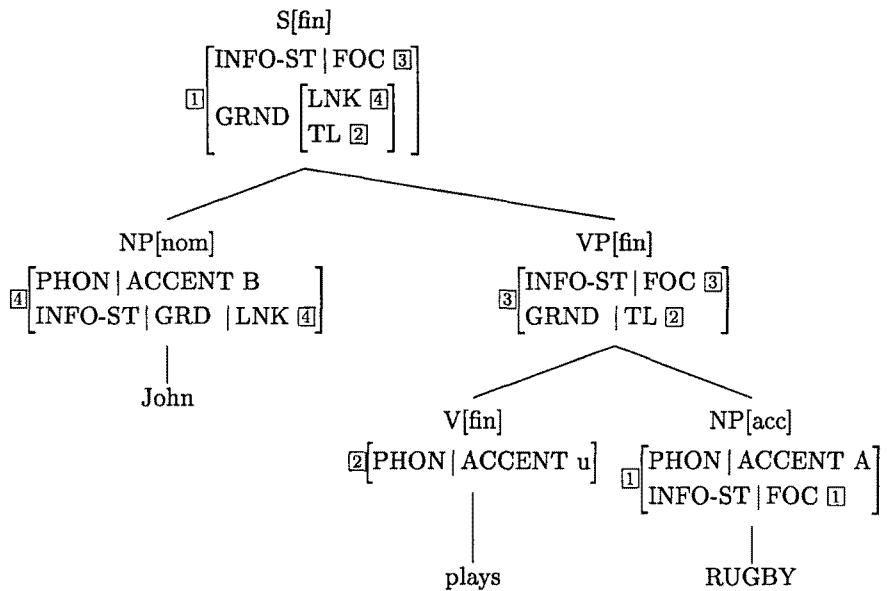 S[fin]
1 [INFO-ST|FOC 3]
GRND [LNK 4]
[TL 2]
NP[nom] VP[fin]
4 [PHON|ACCENT B] 3 [INFO-ST|FOC 3]
[INFO-ST|GRD |LNK 4] [GRND |TL 2]
John
V[fin] NP[acc]
2 [PHON|ACCENT u] 1 [PHON|ACCENT A]
[INFO-ST|FOC 1]
plays RUGBY